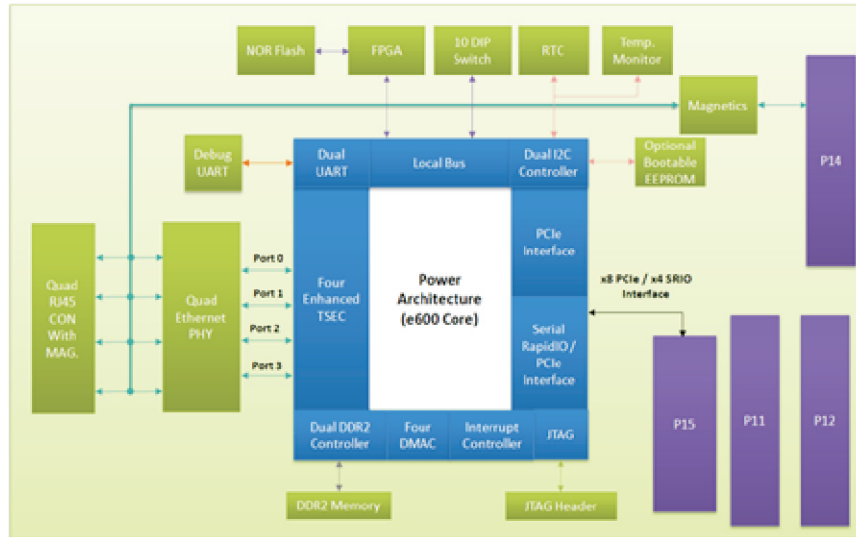 NOR Flash
FPGA
10 DIP
Switch
RTC
Temp.
Monitor
Magnetics
P14
Debug
UART
Dual
UART
Local Bus
Dual I2C
Controller
Optional
Bootable
EEPROM
PCIe
Interface
Quad
RJ45
CON
With
MAG.
Quad
Ethernet
PHY
Port 0
Port 1
Port 2
Port 3
Four
Enhanced
TSEC
Power
Architecture
(e600 Core)
x8 PCIe / x4 SRIO
Interface
Serial
RapidIO /
PCIe
Interface
P15
P11
P12
Dual DDR2
Controller
Four
DMAC
Interrupt
Controller
JTAG
DDR2 Memory
JTAG Header